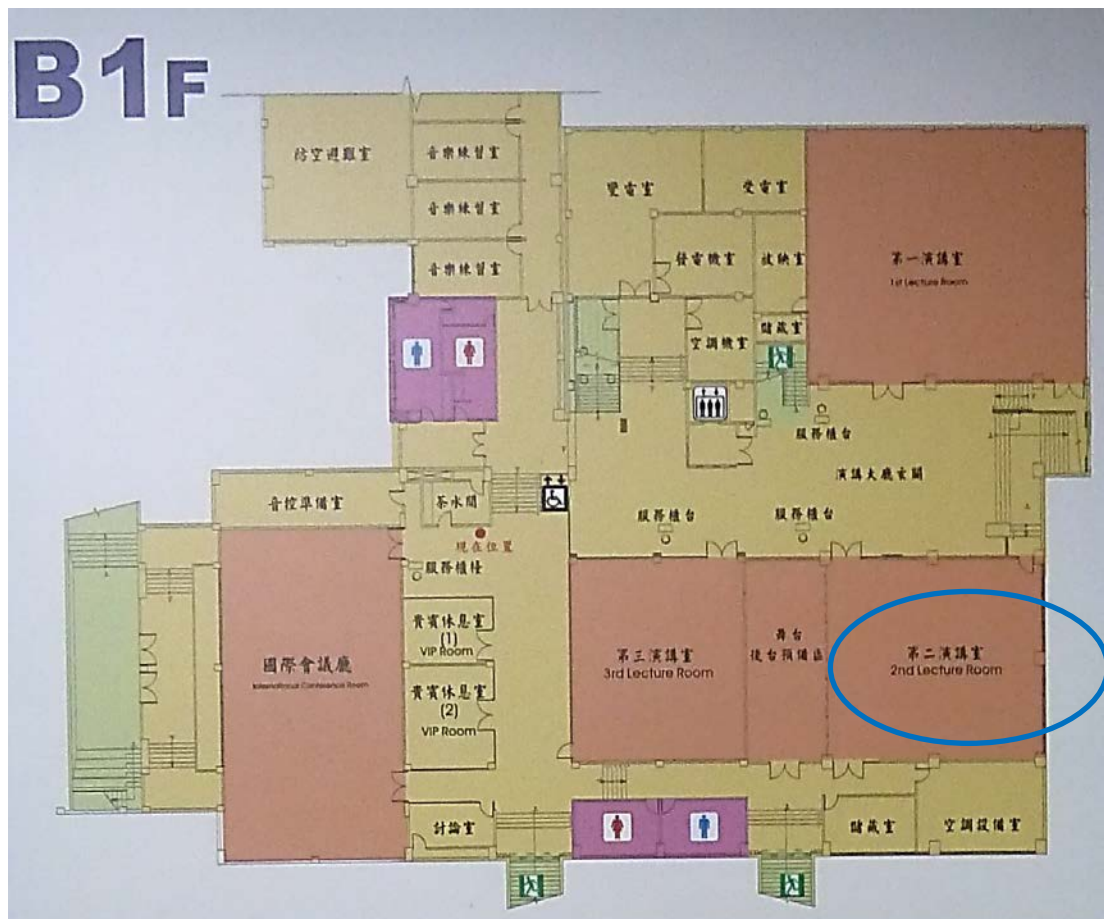 B1F
防空避難室
音樂練習室
音樂練習室
音樂練習室
變電室
受電室
發電機室
放映室
第一演講室
1st Lecture Room
儲藏室
空調機室
服務櫃台
演講大廳玄關
音控準備室
茶水間
現在位置
服務櫃台
服務櫃台
服務櫃檯
貴賓休息室
(1)
VIP Room
國際會議廳
International Conference Room
貴賓休息室
(2)
VIP Room
第三演講室
3rd Lecture Room
舞台
後台預備區
第二演講室
2nd Lecture Room
討論室
儲藏室
空調設備室